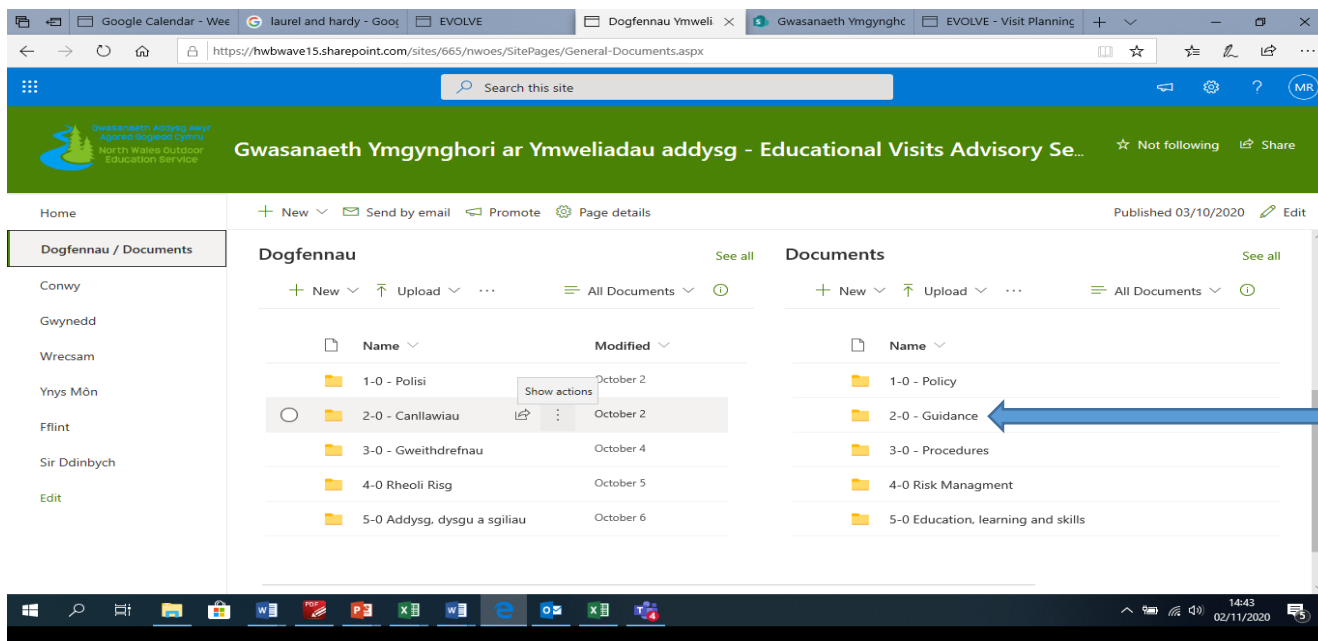 Google Calendar - Wee
laurel and hardy - Goog
EVOLVE
Dogfennau Ymweli
Gwasanaeth Ymgynghc
EVOLVE - Visit Planning
https://hwbwave15.sharepoint.com/sites/665/nwoes/SitePages/General-Documents.aspx
Search this site
?
MR
Gwasanaeth Addysg Awyr
Agored Gogledd Cymru
North Wales Outdoor
Education Service
Gwasanaeth Ymgynghori ar Ymweliadau addysg - Educational Visits Advisory Se...
Not following
Share
Home
Dogfennau / Documents
Conwy
Gwynedd
Wrecsam
Ynys Môn
Fflint
Sir Ddinbych
Edit
New
Send by email
Promote
Page details
Published 03/10/2020
Edit
Dogfennau
See all
New
Upload
All Documents
Name
Modified
1-0 - Polisi
October 2
Show actions
2-0 - Canllawiau
October 2
3-0 - Gweithdrefnau
October 4
4-0 Rheoli Risg
October 5
5-0 Addysg, dysgu a sgiliau
October 6
Documents
See all
New
Upload
All Documents
Name
1-0 - Policy
2-0 - Guidance
3-0 - Procedures
4-0 Risk Managment
5-0 Education, learning and skills
14:43
02/11/2020
5